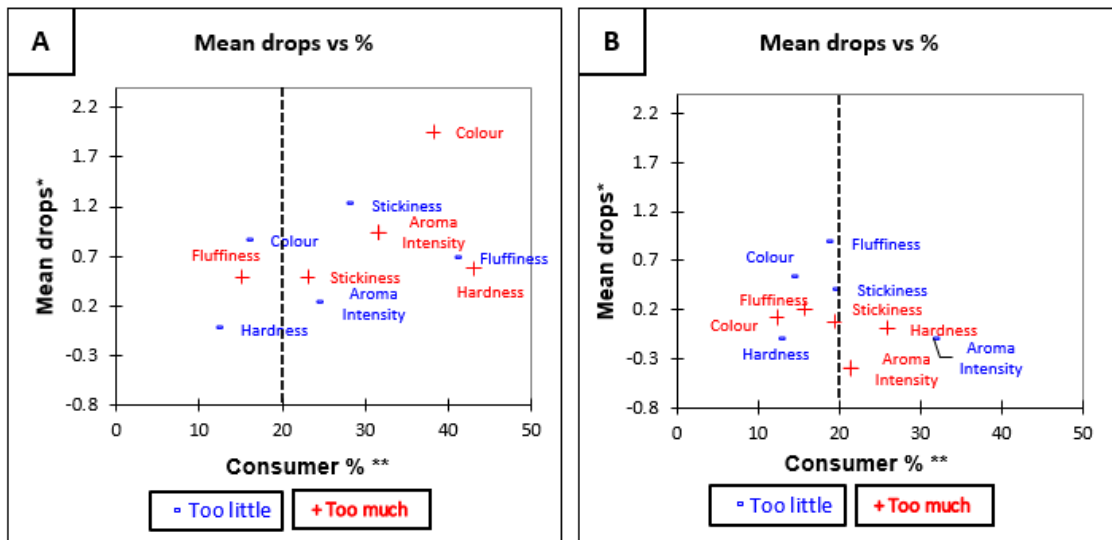 A
Mean drops vs %
2.2
1.7
1.2
0.7
0.2
-0.3
-0.8
Mean drops*
Colour
Stickiness
Aroma
Intensity
Colour
Fluffiness
Fluffiness
Stickiness
Hardness
Aroma
Intensity
Hardness
0 10 20 30 40 50
Consumer % **
Too little
+Too much
B
Mean drops vs %
2.2
1.7
1.2
0.7
0.2
-0.3
-0.8
Mean drops*
Fluffiness
Colour
Stickiness
Fluffiness
Stickiness
Colour
Hardness
Hardness
Aroma
Intensity
Aroma
Intensity
0 10 20 30 40 50
Consumer % **
Too little
+Too much